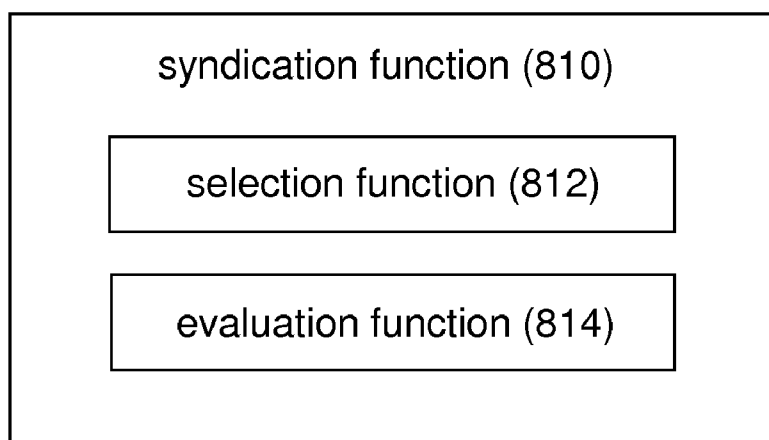 syndication function (810)
selection function (812)
evaluation function (814)